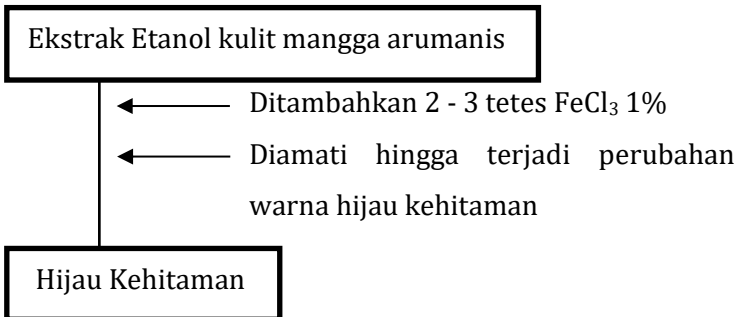 Ekstrak Etanol kulit mangga arumanis
Ditambahkan 2 - 3 tetes FeCl₃ 1%
Diamati hingga terjadi perubahan
warna hijau kehitaman
Hijau Kehitaman